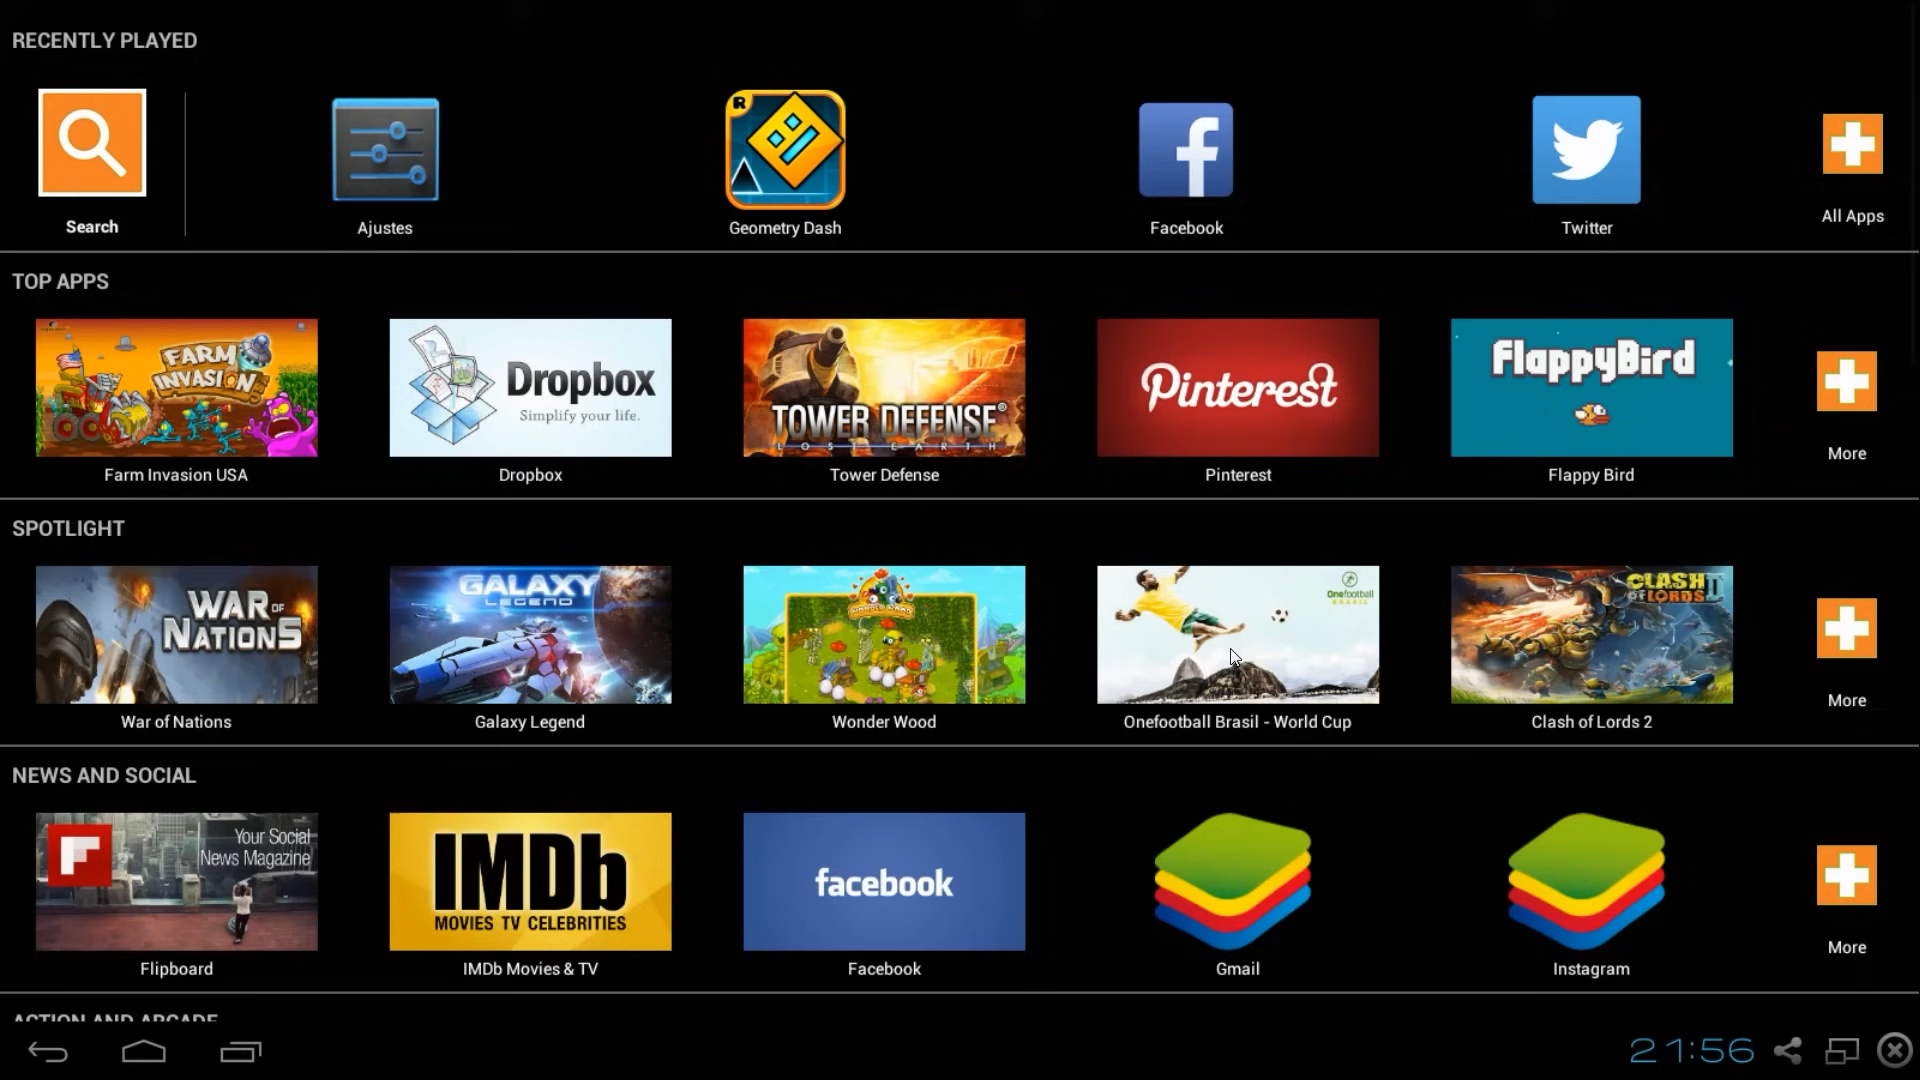 RECENTLY PLAYED
Search
Ajustes
R
Geometry Dash
Facebook
Twitter
All Apps
TOP APPS
FARM
INVASION
Dropbox
Simplify your life.
TOWER DEFENSE®
LOST EARTH
Pinterest
FlappyBird
Farm Invasion USA
Dropbox
Tower Defense
Pinterest
Flappy Bird
More
SPOTLIGHT
WAR OF
NATIONS
GALAXY
LEGEND
Onefootball
BRASIL
CLASH
OF LORDS II
War of Nations
Galaxy Legend
Wonder Wood
Onefootball Brasil - World Cup
Clash of Lords 2
More
NEWS AND SOCIAL
Your Social
News Magazine
IMDb
MOVIES TV CELEBRITIES
facebook
Flipboard
IMDb Movies & TV
Facebook
Gmail
Instagram
More
ACTION AND ARCADE
21:56